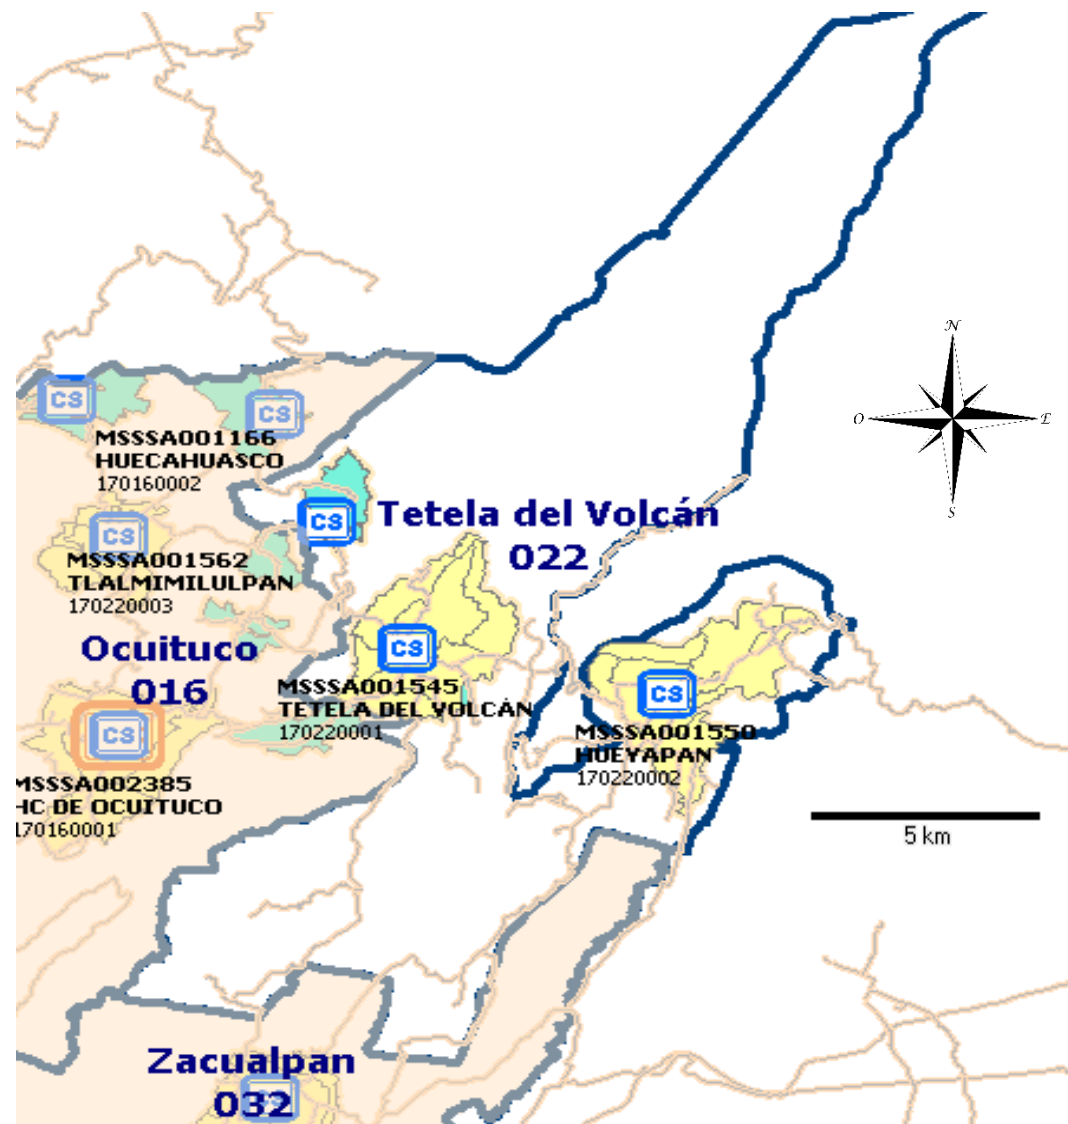 N
O
E
S
CS
CS
MSSSA001166
HUECAHUASCO
170160002
CS
Tetela del Volcán
022
CS
MSSSA001562
TLALMIMILULPAN
170220003
Ocuituco
016
CS
MSSSA001545
TETELA DEL VOLCÁN
170220001
CS
MSSSA001550
HUEYAPAN
170220002
CS
MSSSA002385
HC DE OCUITUCO
170160001
5 km
Zacualpan
032